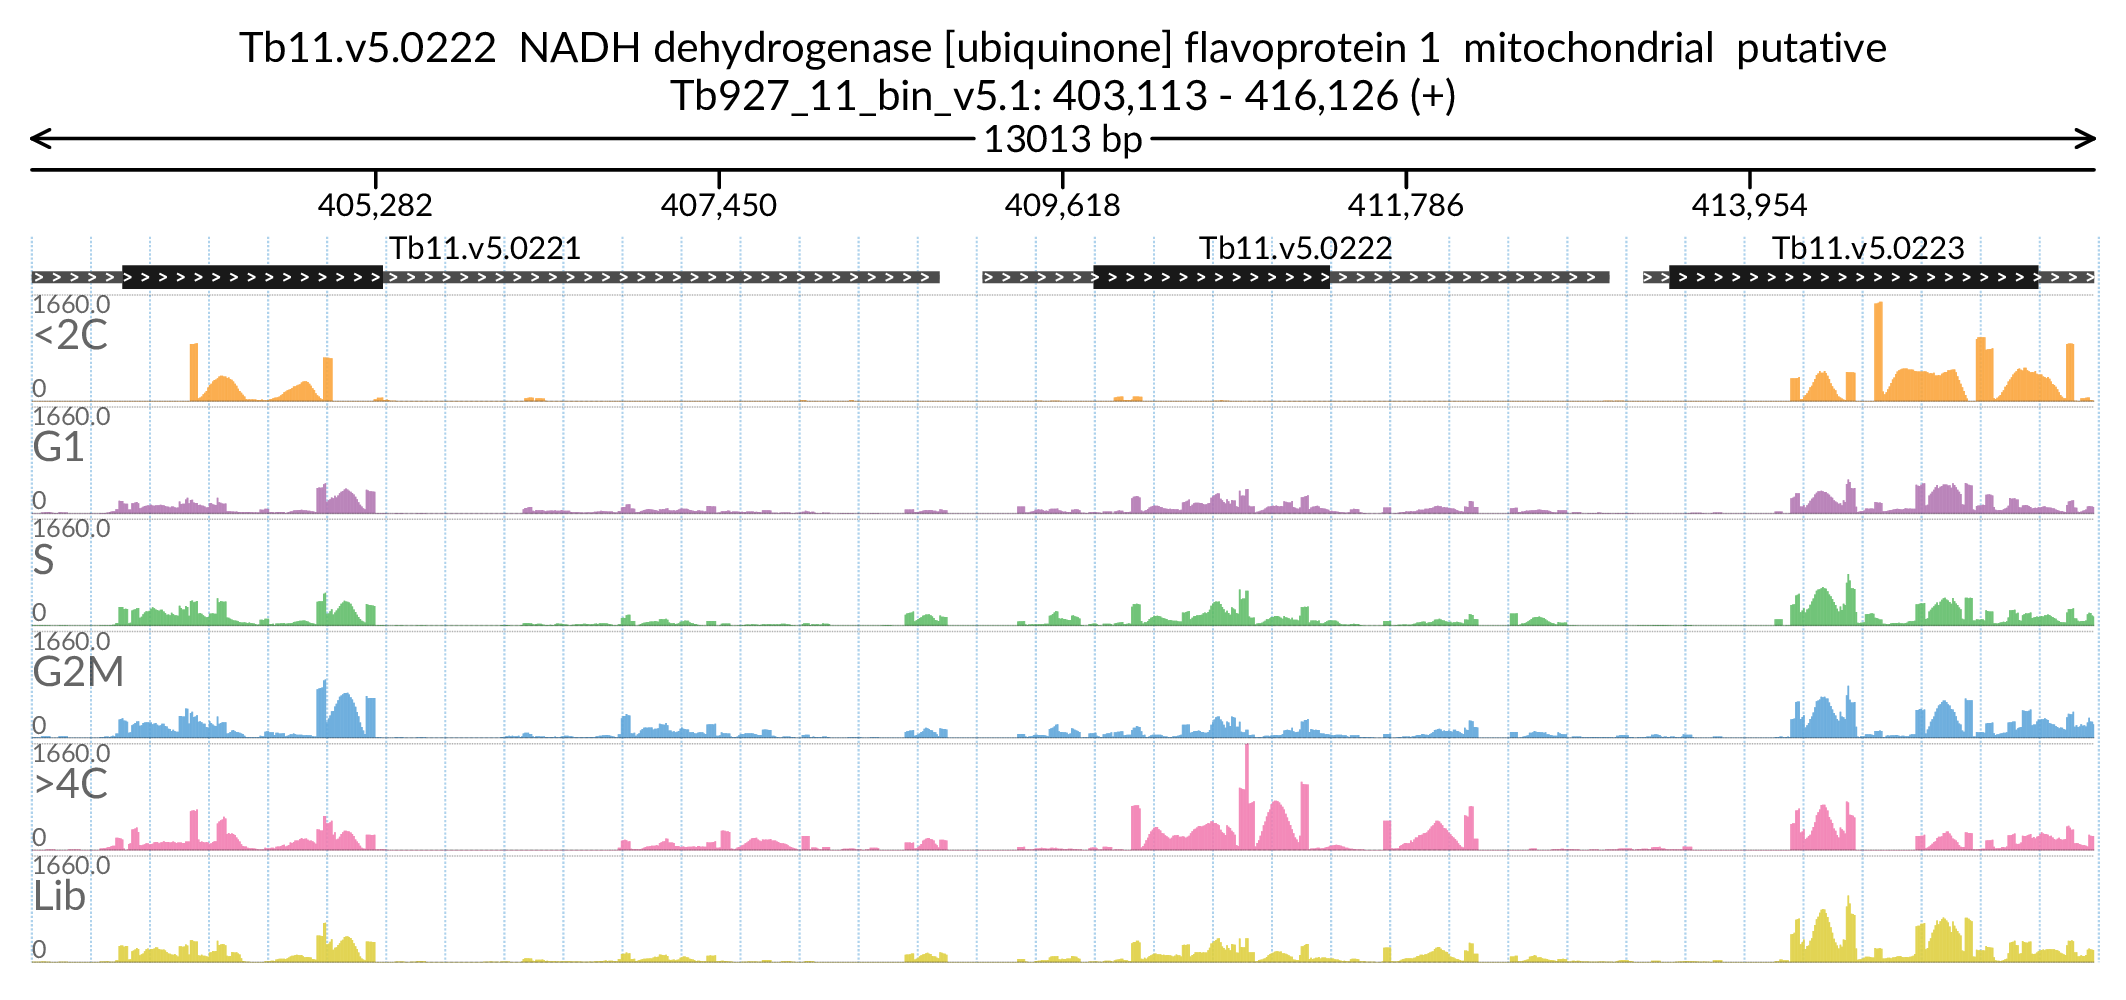 Tb11.v5.0222 NADH dehydrogenase [ubiquinone] flavoprotein 1 mitochondrial putative
Tb927_11_bin_v5.1: 403,113 - 416,126 (+)
13013 bp
405,282 407,450 409,618 411,786 413,954
Tb11.v5.0221 Tb11.v5.0222 Tb11.v5.0223
1660.0
<2C
0
1660.0
G1
0
1660.0
S
0
1660.0
G2M
0
1660.0
>4C
0
1660.0
Lib
0